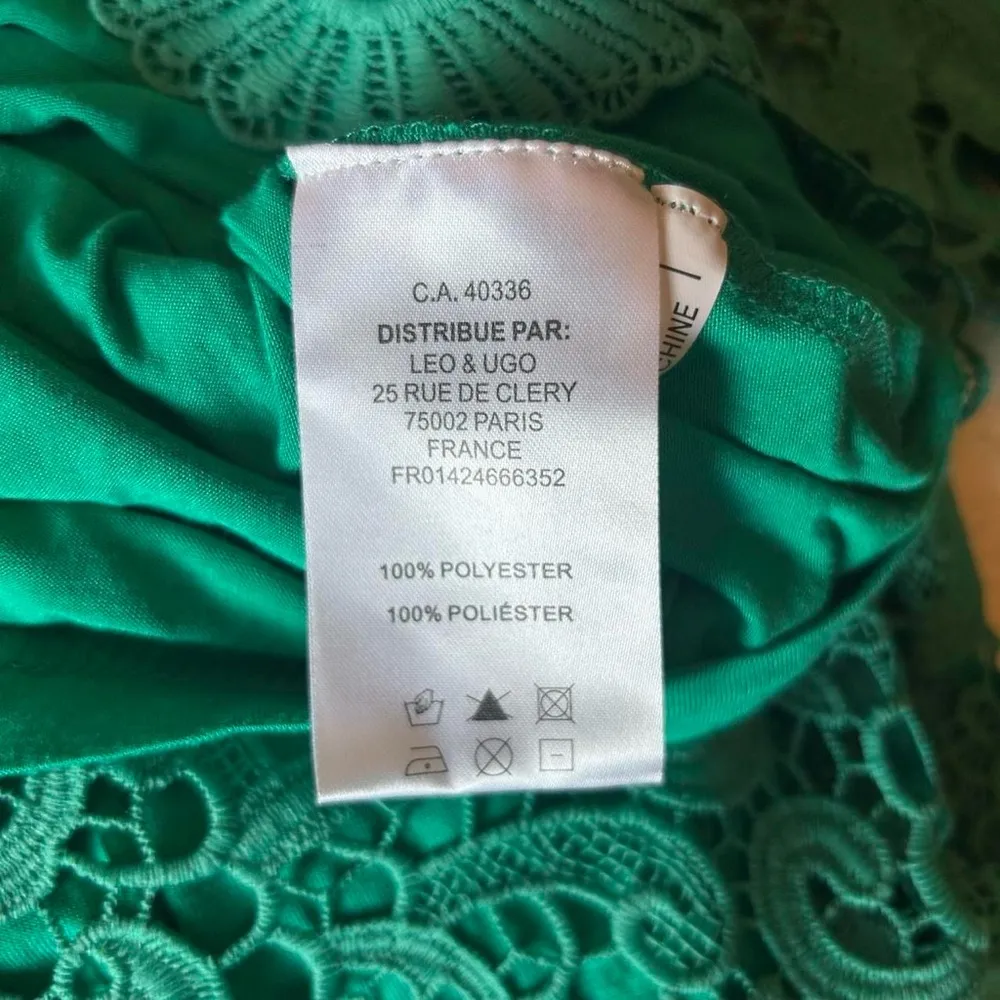 C.A. 40336
DISTRIBUE PAR:
LEO & UGO
25 RUE DE CLERY
75002 PARIS
FRANCE
FR01424666352
100% POLYESTER
100% POLIÉSTER